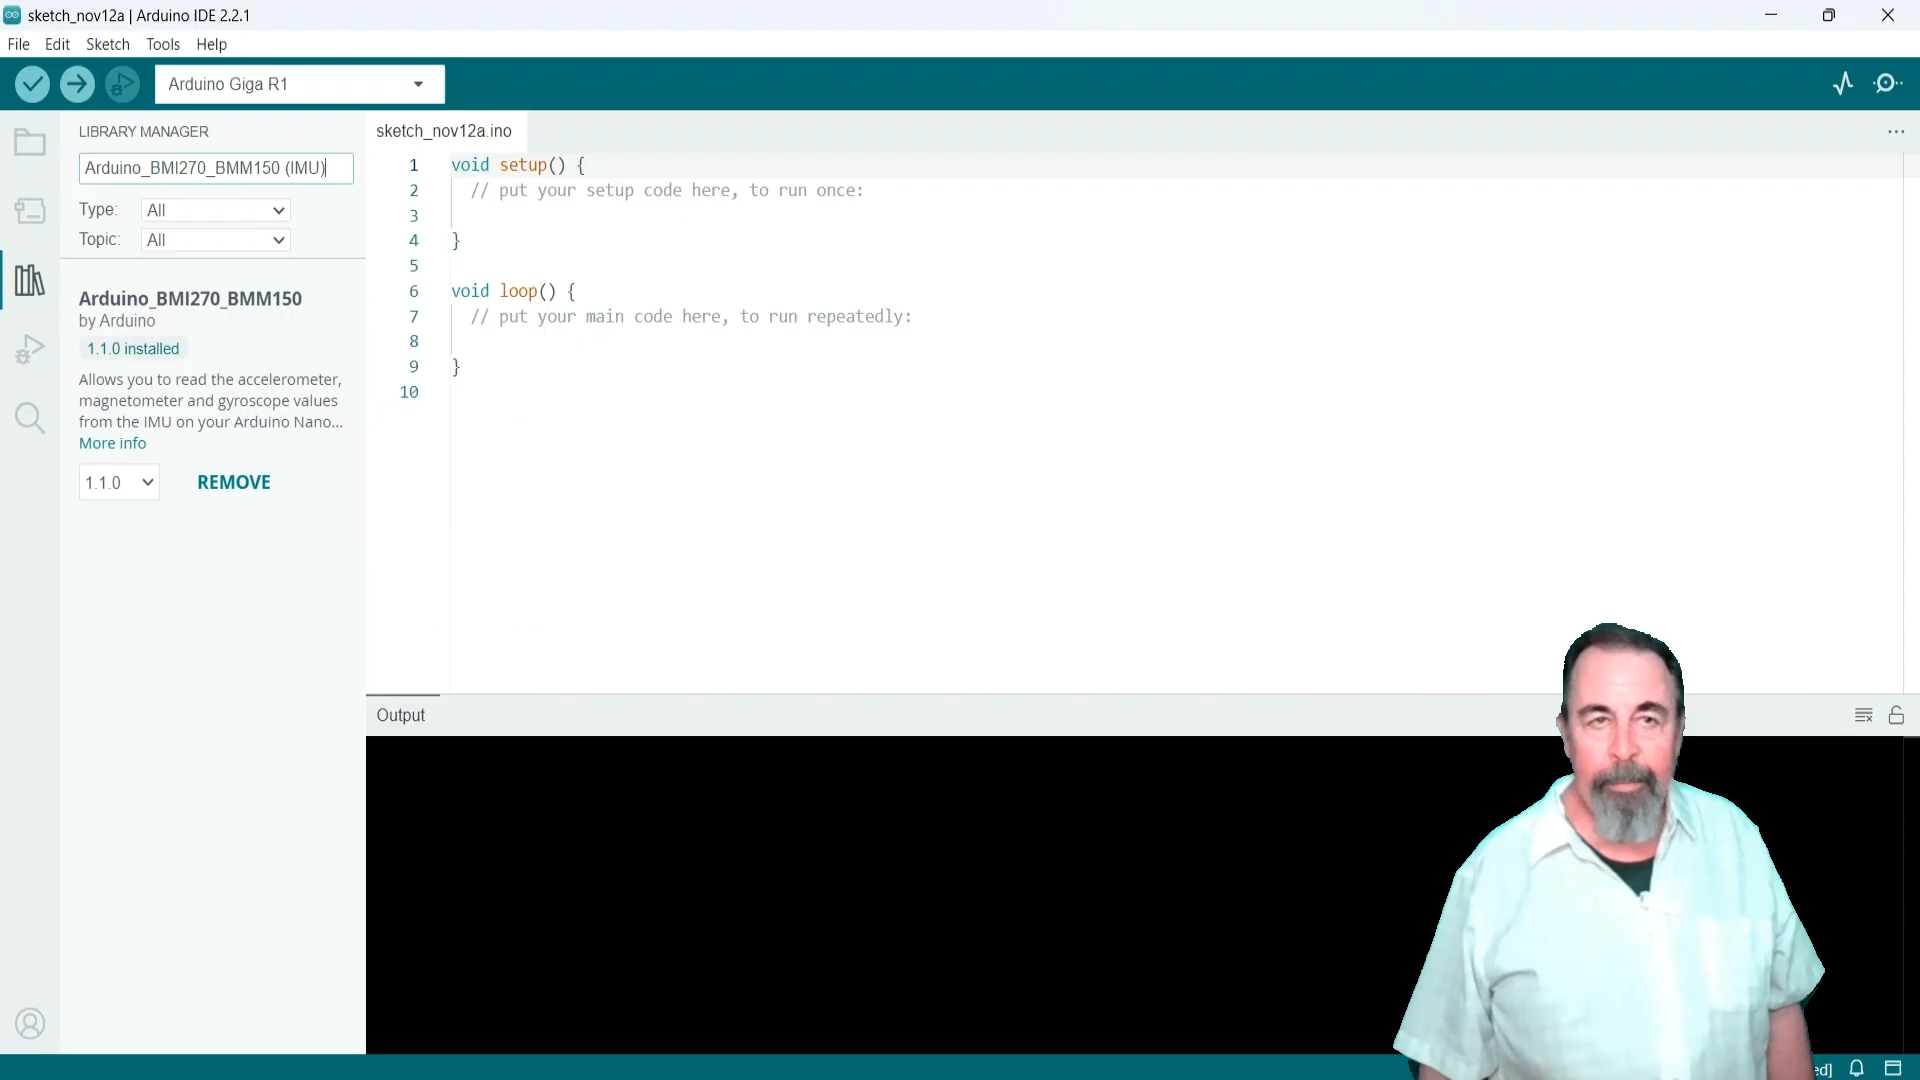 sketch_nov12a | Arduino IDE 2.2.1
File Edit Sketch Tools Help
Arduino Giga R1
LIBRARY MANAGER
Arduino_BMI270_BMM150 (IMU)
Type: All
Topic: All
Arduino_BMI270_BMM150
by Arduino
1.1.0 installed
Allows you to read the accelerometer,
magnetometer and gyroscope values
from the IMU on your Arduino Nano...
More info
1.1.0 REMOVE
sketch_nov12a.ino
1 void setup() {
2 // put your setup code here, to run once:
3
4 }
5
6 void loop() {
7 // put your main code here, to run repeatedly:
8
9 }
10
Output
ed]